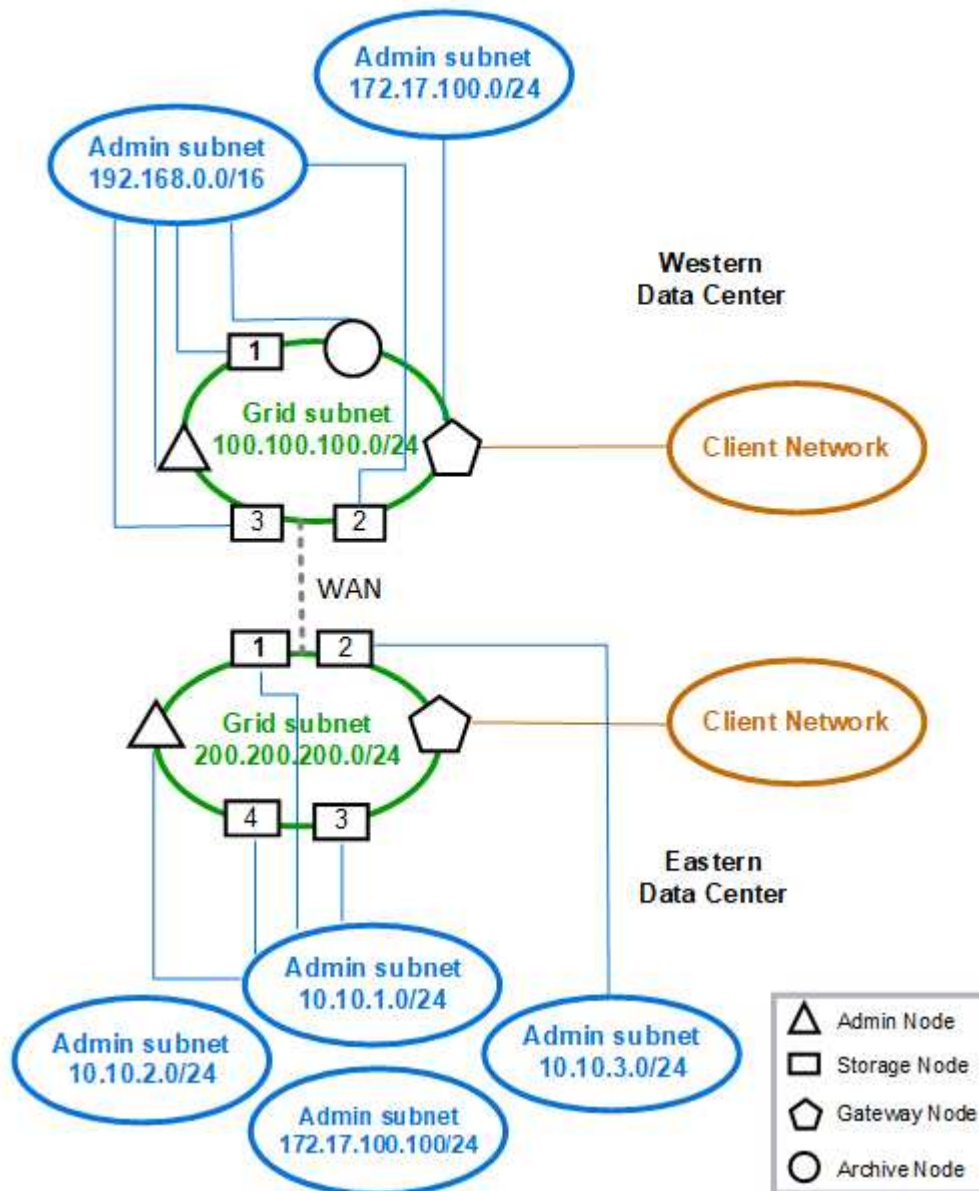 Admin subnet
172.17.100.0/24
Admin subnet
192.168.0.0/16
Western
Data Center
1
Grid subnet
100.100.100.0/24
Client Network
3
2
WAN
1
2
Grid subnet
200.200.200.0/24
Client Network
4
3
Eastern
Data Center
Admin subnet
10.10.1.0/24
Admin subnet
10.10.2.0/24
Admin subnet
10.10.3.0/24
Admin subnet
172.17.100.100/24
Admin Node
Storage Node
Gateway Node
Archive Node